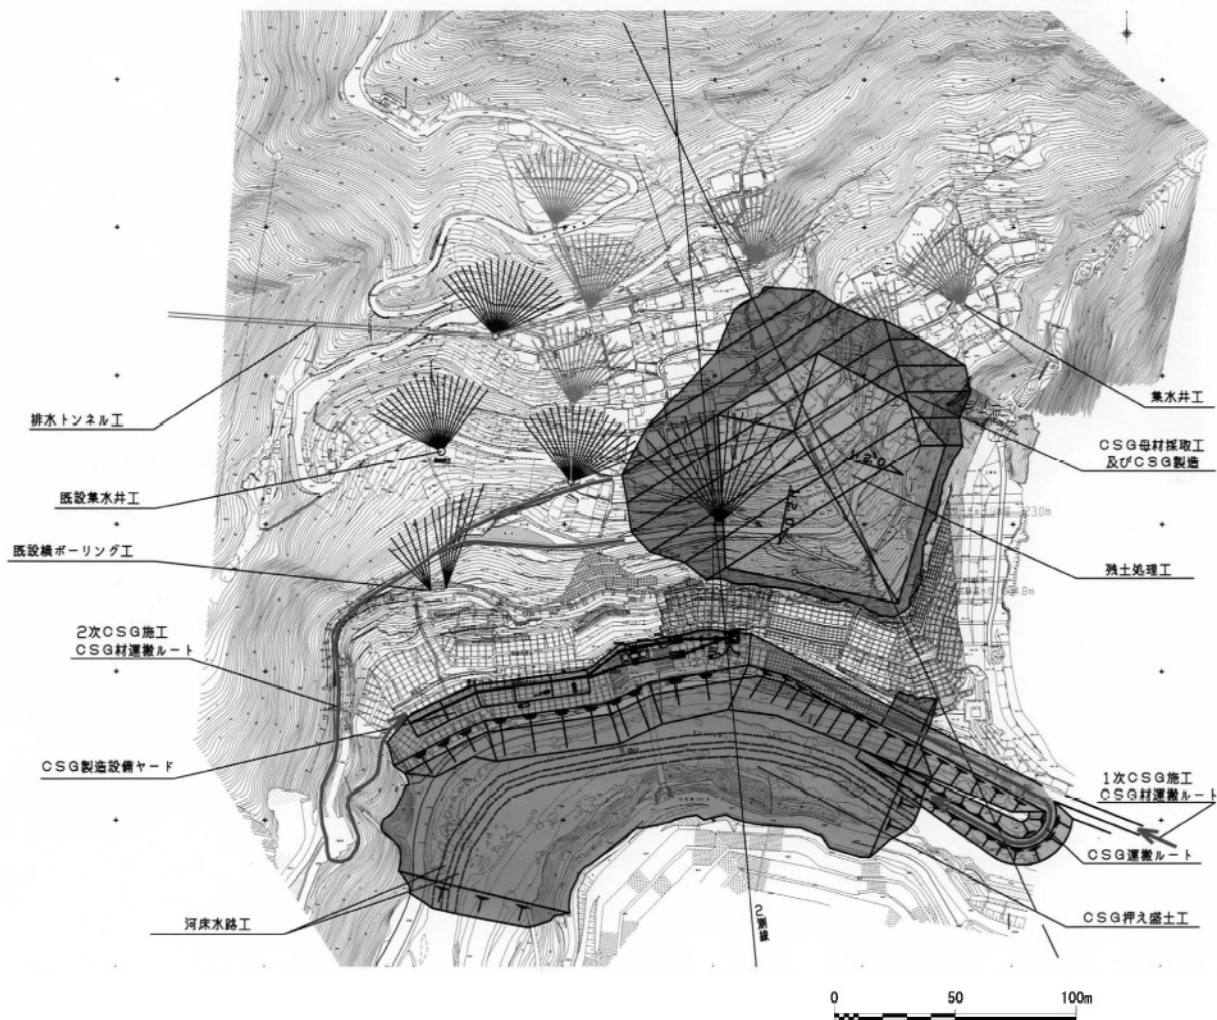 排水トンネル工
集水井工
CSG母材採取工
及びCSG製造
既設集水井工
既設横ボーリング工
残土処理工
1:2.0
1:2.0
2次CSG施工
CSG材運搬ルート
CSG製造設備ヤード
1次CSG施工
CSG材運搬ルート
CSG運搬ルート
河床水路工
2測線
CSG押え盛土工
0 50 100m